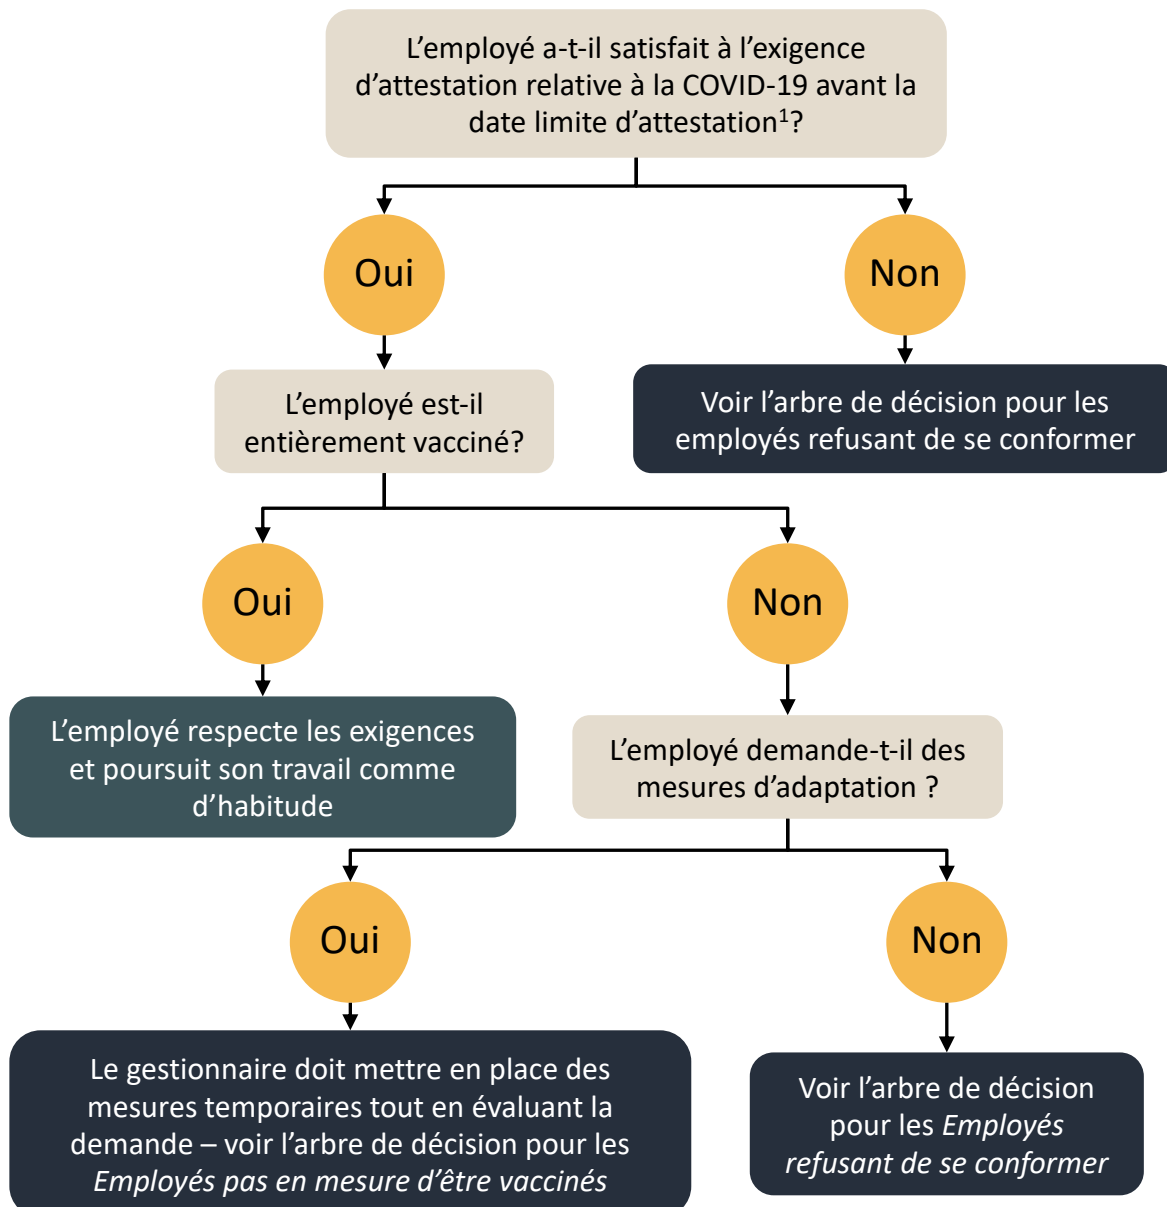 L’employé a-t-il satisfait à l’exigence
d’attestation relative à la COVID-19 avant la
date limite d’attestation¹?
Oui
Non
L’employé est-il
entièrement vacciné?
Voir l’arbre de décision pour les
employés refusant de se conformer
Oui
Non
L’employé respecte les exigences
et poursuit son travail comme
d’habitude
L’employé demande-t-il des
mesures d’adaptation ?
Oui
Non
Le gestionnaire doit mettre en place des
mesures temporaires tout en évaluant la
demande – voir l’arbre de décision pour les
Employés pas en mesure d’être vaccinés
Voir l’arbre de décision
pour les Employés
refusant de se conformer